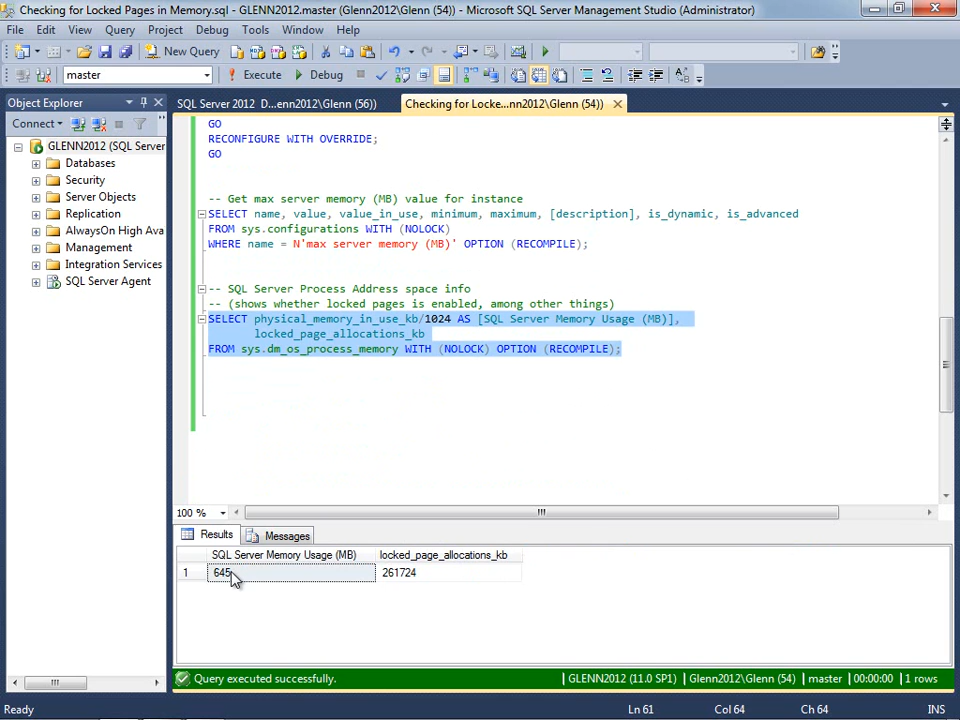 Checking for Locked Pages in Memory.sql - GLENN2012.master (Glenn2012\Glenn (54)) - Microsoft SQL Server Management Studio (Administrator)
File Edit View Query Project Debug Tools Window Help
New Query
master Execute Debug
Object Explorer
SQL Server 2012 D...enn2012\Glenn (56))
Checking for Locke...nn2012\Glenn (54))
Connect
GLENN2012 (SQL Server
Databases
Security
Server Objects
Replication
AlwaysOn High Ava
Management
Integration Services
SQL Server Agent
GO
RECONFIGURE WITH OVERRIDE;
GO
-- Get max server memory (MB) value for instance
SELECT name, value, value_in_use, minimum, maximum, [description], is_dynamic, is_advanced
FROM sys.configurations WITH (NOLOCK)
WHERE name = N'max server memory (MB)' OPTION (RECOMPILE);
-- SQL Server Process Address space info
-- (shows whether locked pages is enabled, among other things)
SELECT physical_memory_in_use_kb/1024 AS [SQL Server Memory Usage (MB)],
locked_page_allocations_kb
FROM sys.dm_os_process_memory WITH (NOLOCK) OPTION (RECOMPILE);
100 %
Results Messages
SQL Server Memory Usage (MB) locked_page_allocations_kb
1 645 261724
Query executed successfully. GLENN2012 (11.0 SP1) Glenn2012\Glenn (54) master 00:00:00 1 rows
Ready Ln 61 Col 64 Ch 64 INS